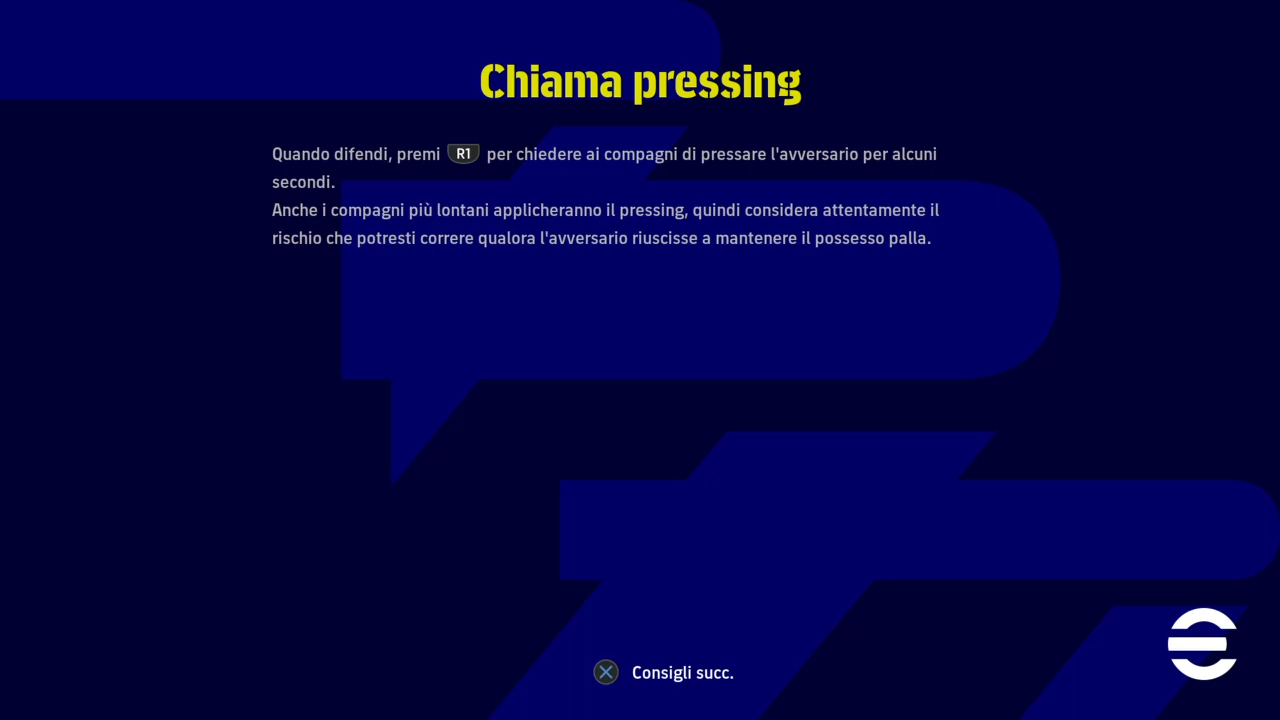 Chiama pressing
Quando difendi, premi R1 per chiedere ai compagni di pressare l'avversario per alcuni
secondi.
Anche i compagni più lontani applicheranno il pressing, quindi considera attentamente il
rischio che potresti correre qualora l'avversario riuscisse a mantenere il possesso palla.
Consigli succ.